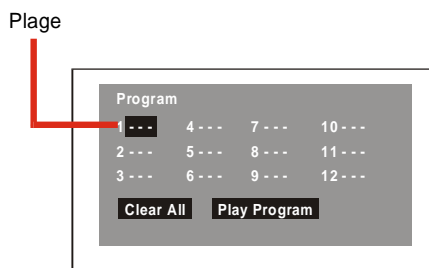 Plage
Program
1 - - - 4 - - - 7 - - - 10 - - -
2 - - - 5 - - - 8 - - - 11 - - -
3 - - - 6 - - - 9 - - - 12 - - -
Clear All Play Program